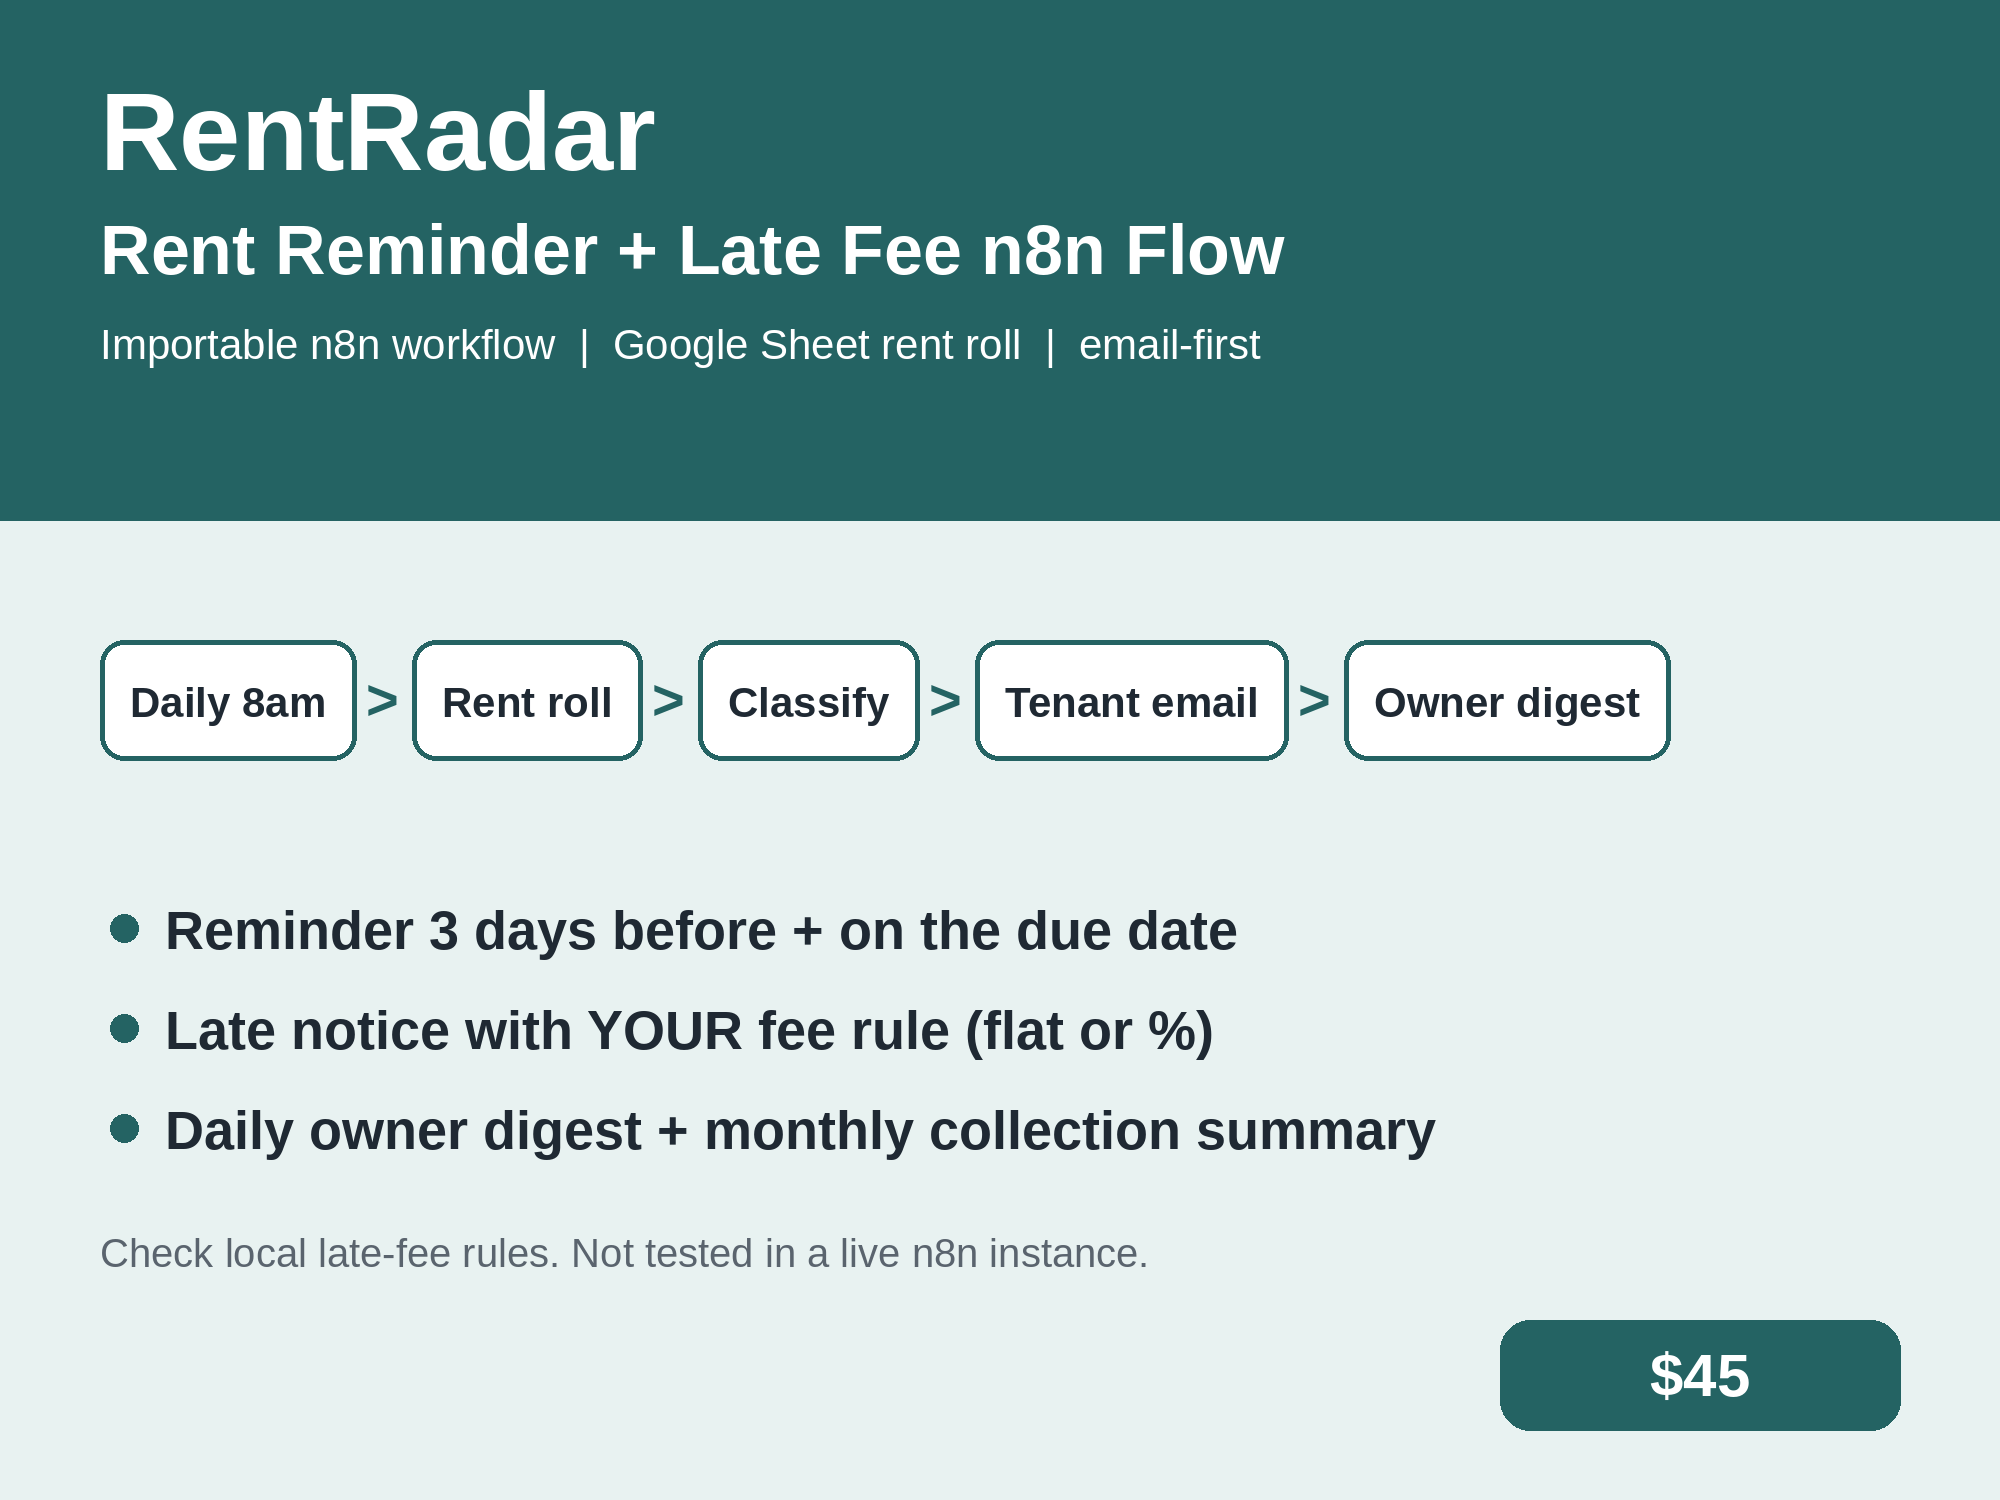 RentRadar
Rent Reminder + Late Fee n8n Flow
Importable n8n workflow | Google Sheet rent roll | email-first
Daily 8am > Rent roll > Classify > Tenant email > Owner digest
Reminder 3 days before + on the due date
Late notice with YOUR fee rule (flat or %)
Daily owner digest + monthly collection summary
Check local late-fee rules. Not tested in a live n8n instance.
$45